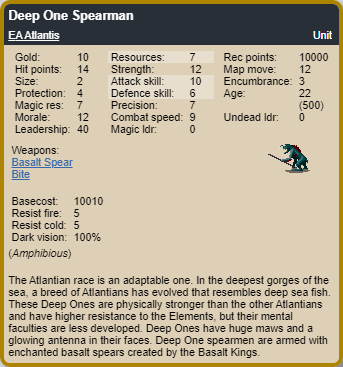 Deep One Spearman
EA Atlantis Unit
Gold: 10 Resources: 7 Rec points: 10000
Hit points: 14 Strength: 12 Map move: 12
Size: 2 Attack skill: 10 Encumbrance: 3
Protection: 4 Defence skill: 6 Age: 22
Magic res: 7 Precision: 7 (500)
Morale: 12 Combat speed: 9 Undead ldr: 0
Leadership: 40 Magic ldr: 0
Weapons:
Basalt Spear
Bite
Basecost: 10010
Resist fire: 5
Resist cold: 5
Dark vision: 100%
(Amphibious)
The Atlantian race is an adaptable one. In the deepest gorges of the
sea, a breed of Atlantians has evolved that resembles deep sea fish.
These Deep Ones are physically stronger than the other Atlantians
and have higher resistance to the Elements, but their mental
faculties are less developed. Deep Ones have huge maws and a
glowing antenna in their faces. Deep One spearmen are armed with
enchanted basalt spears created by the Basalt Kings.